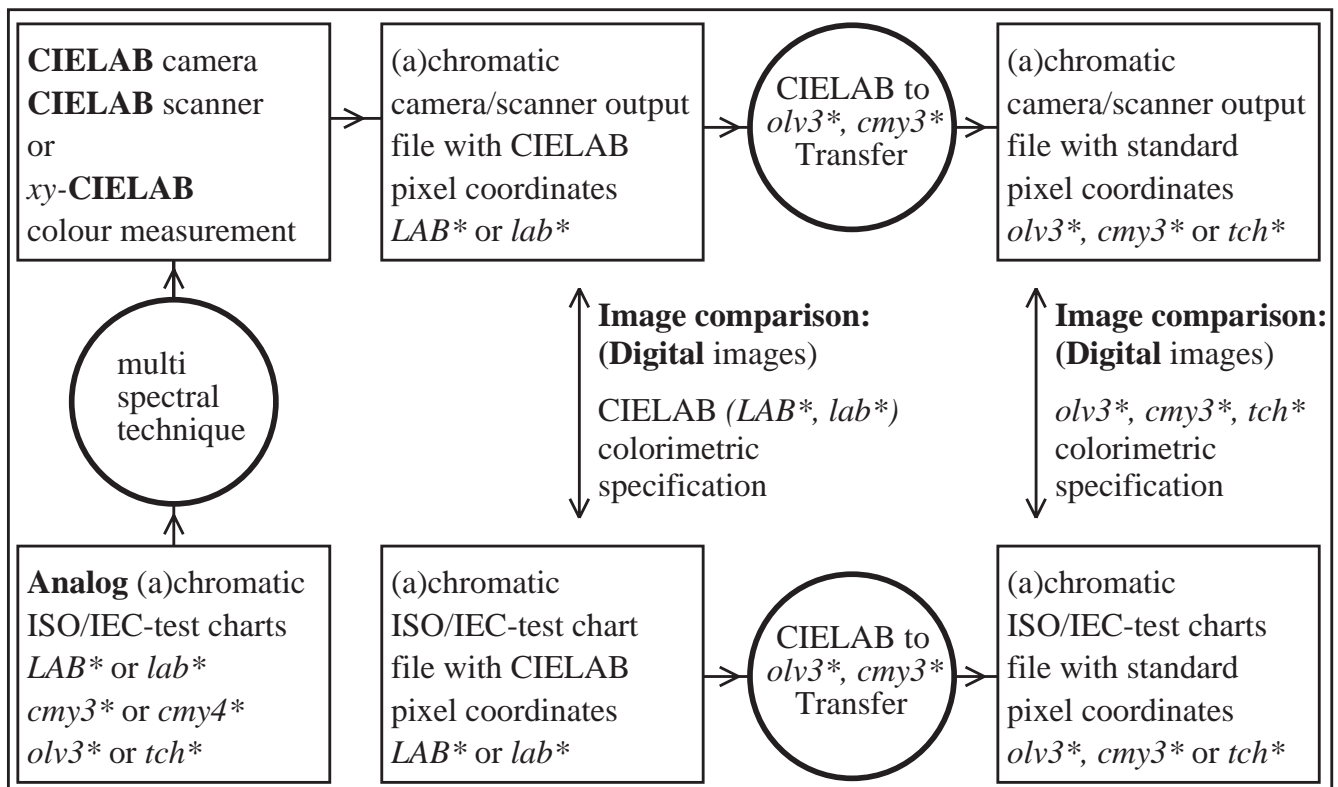 CIELAB camera
CIELAB scanner
or
xy-CIELAB
colour measurement
(a)chromatic
camera/scanner output
file with CIELAB
pixel coordinates
LAB* or lab*
CIELAB to
olv3*, cmy3*
Transfer
(a)chromatic
camera/scanner output
file with standard
pixel coordinates
olv3*, cmy3* or tch*
multi
spectral
technique
Image comparison:
(Digital images)
CIELAB (LAB*, lab*)
colorimetric
specification
Image comparison:
(Digital images)
olv3*, cmy3*, tch*
colorimetric
specification
Analog (a)chromatic
ISO/IEC-test charts
LAB* or lab*
cmy3* or cmy4*
olv3* or tch*
(a)chromatic
ISO/IEC-test chart
file with CIELAB
pixel coordinates
LAB* or lab*
CIELAB to
olv3*, cmy3*
Transfer
(a)chromatic
ISO/IEC-test charts
file with standard
pixel coordinates
olv3*, cmy3* or tch*